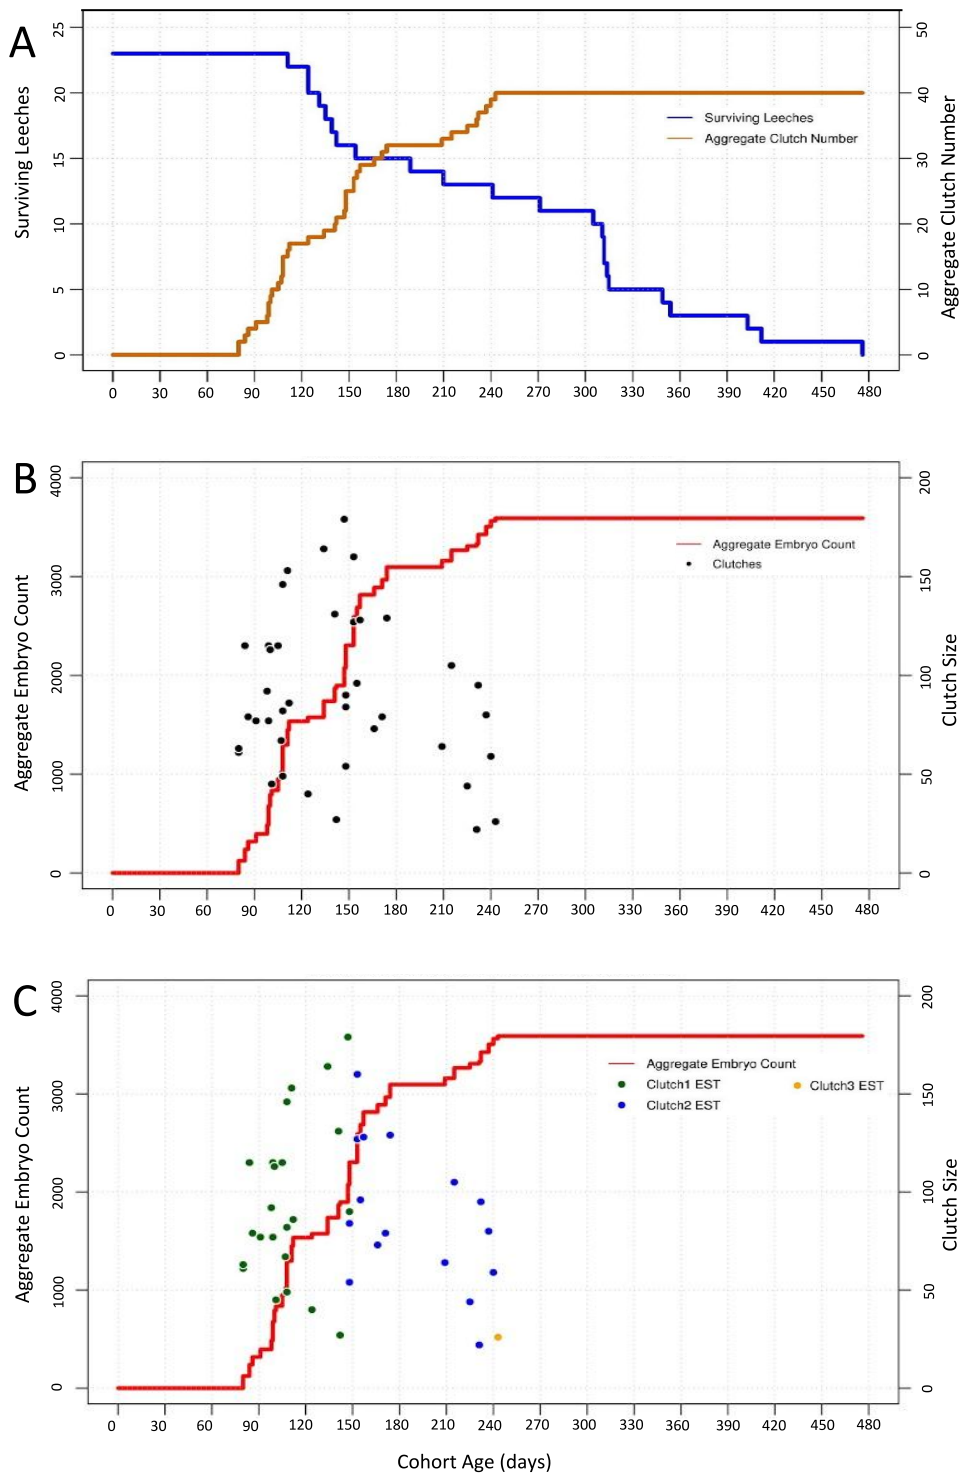 A
Surviving Leeches
25
20
15
10
5
0
Surviving Leeches
Aggregate Clutch Number
50
40
30
20
10
0
Aggregate Clutch Number
0 30 60 90 120 150 180 210 240 270 300 330 360 390 420 450 480
B
Aggregate Embryo Count
4000
3000
2000
1000
0
Aggregate Embryo Count
Clutches
200
150
100
50
0
Clutch Size
0 30 60 90 120 150 180 210 240 270 300 330 360 390 420 450 480
C
Aggregate Embryo Count
4000
3000
2000
1000
0
Aggregate Embryo Count
Clutch1 EST Clutch3 EST
Clutch2 EST
200
150
100
50
0
Clutch Size
0 30 60 90 120 150 180 210 240 270 300 330 360 390 420 450 480
Cohort Age (days)